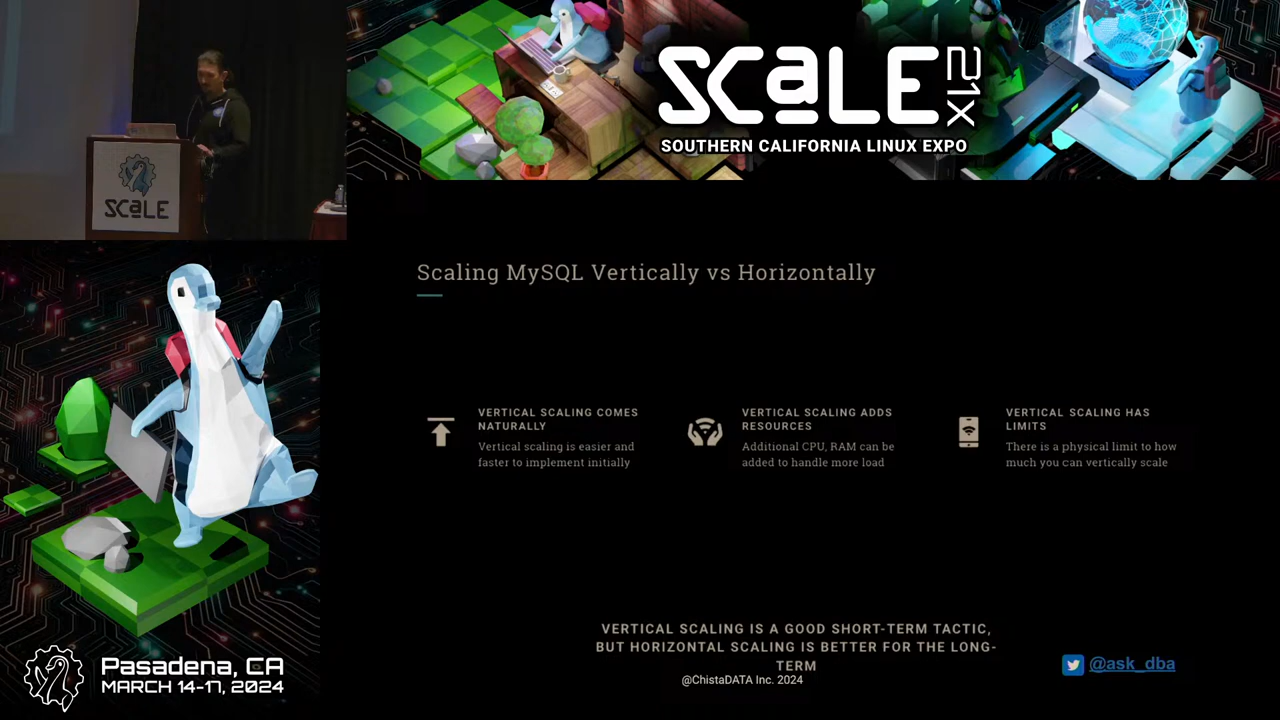 SCALE
SCALE 21X
SOUTHERN CALIFORNIA LINUX EXPO
Scaling MySQL Vertically vs Horizontally
VERTICAL SCALING COMES
NATURALLY
Vertical scaling is easier and
faster to implement initially
VERTICAL SCALING ADDS
RESOURCES
Additional CPU, RAM can be
added to handle more load
VERTICAL SCALING HAS
LIMITS
There is a physical limit to how
much you can vertically scale
VERTICAL SCALING IS A GOOD SHORT-TERM TACTIC,
BUT HORIZONTAL SCALING IS BETTER FOR THE LONG-
TERM
@ChistaDATA Inc. 2024
@ask_dba
Pasadena, CA
MARCH 14-17, 2024